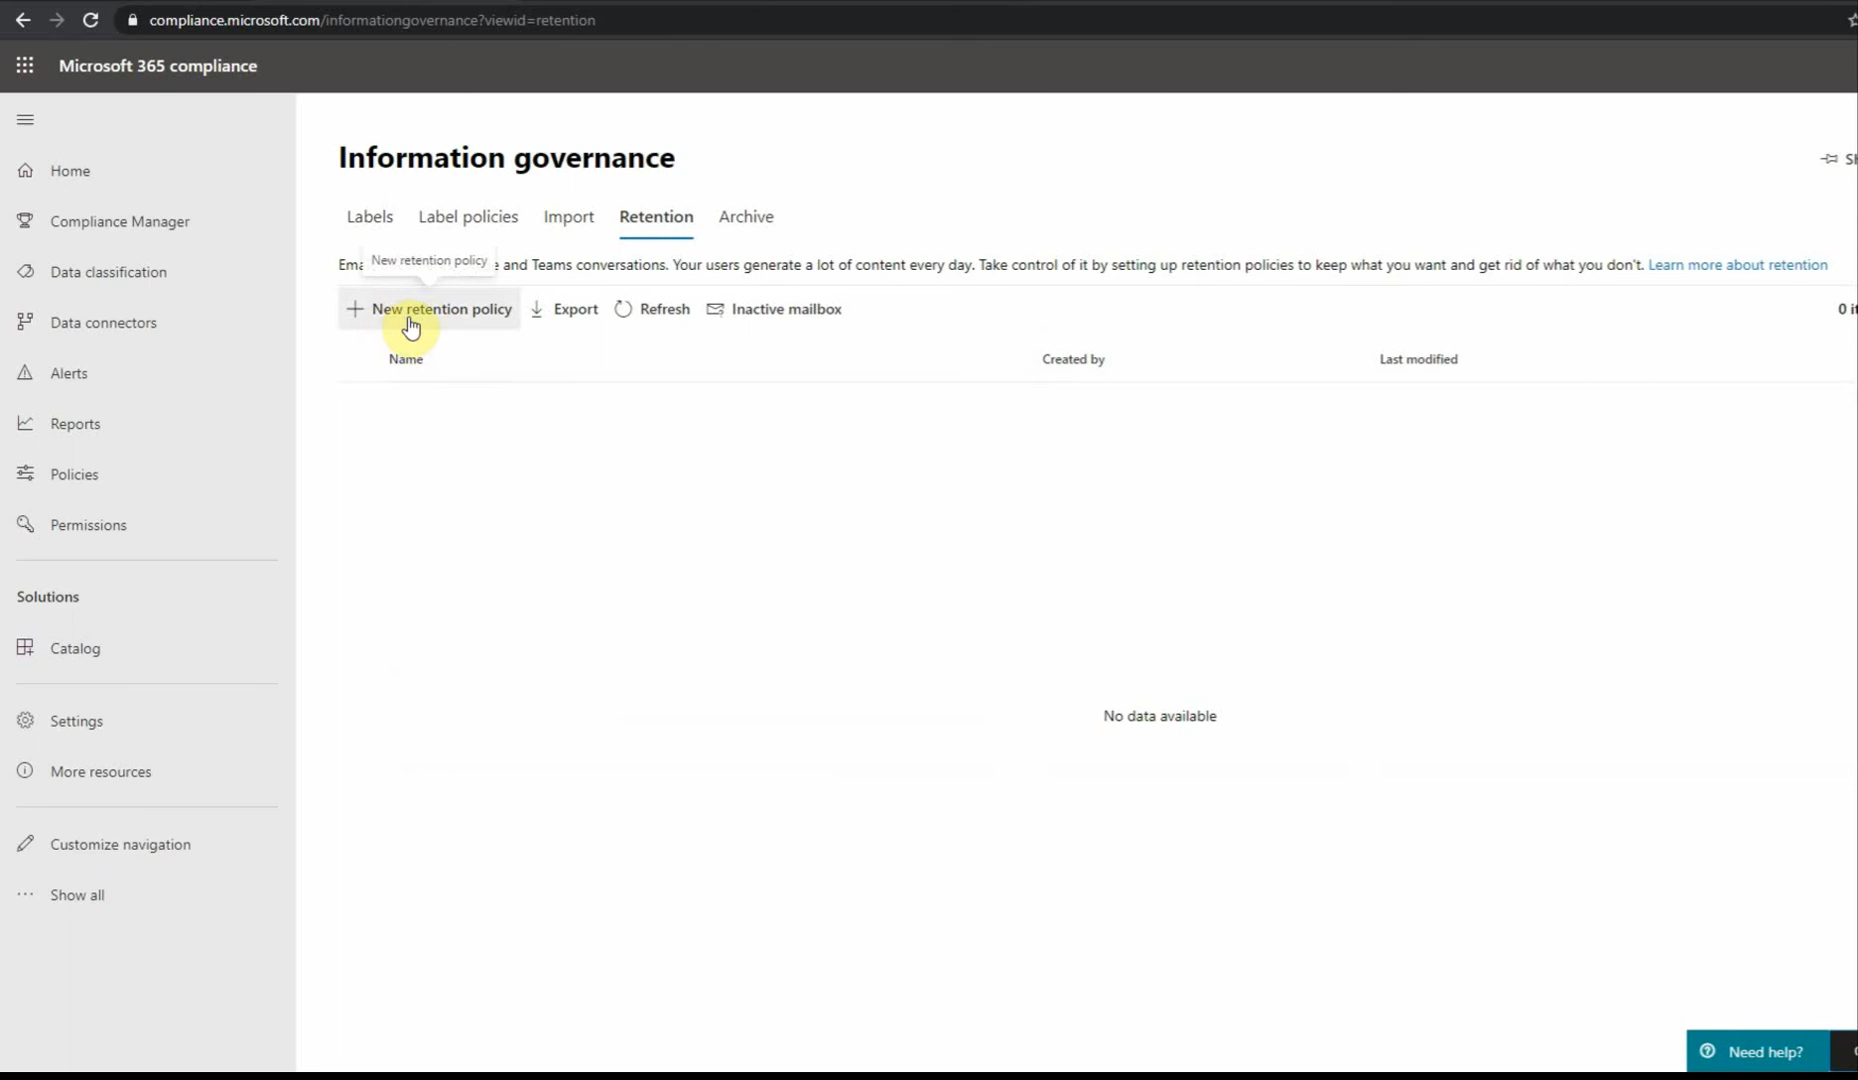 compliance.microsoft.com/informationgovernance?viewid=retention
Microsoft 365 compliance
Home
Compliance Manager
Data classification
Data connectors
Alerts
Reports
Policies
Permissions
Solutions
Catalog
Settings
More resources
Customize navigation
Show all
Information governance
Labels Label policies Import Retention Archive
New retention policy
and Teams conversations. Your users generate a lot of content every day. Take control of it by setting up retention policies to keep what you want and get rid of what you don't. Learn more about retention
New retention policy Export Refresh Inactive mailbox 0
Name Created by Last modified
No data available
Need help?